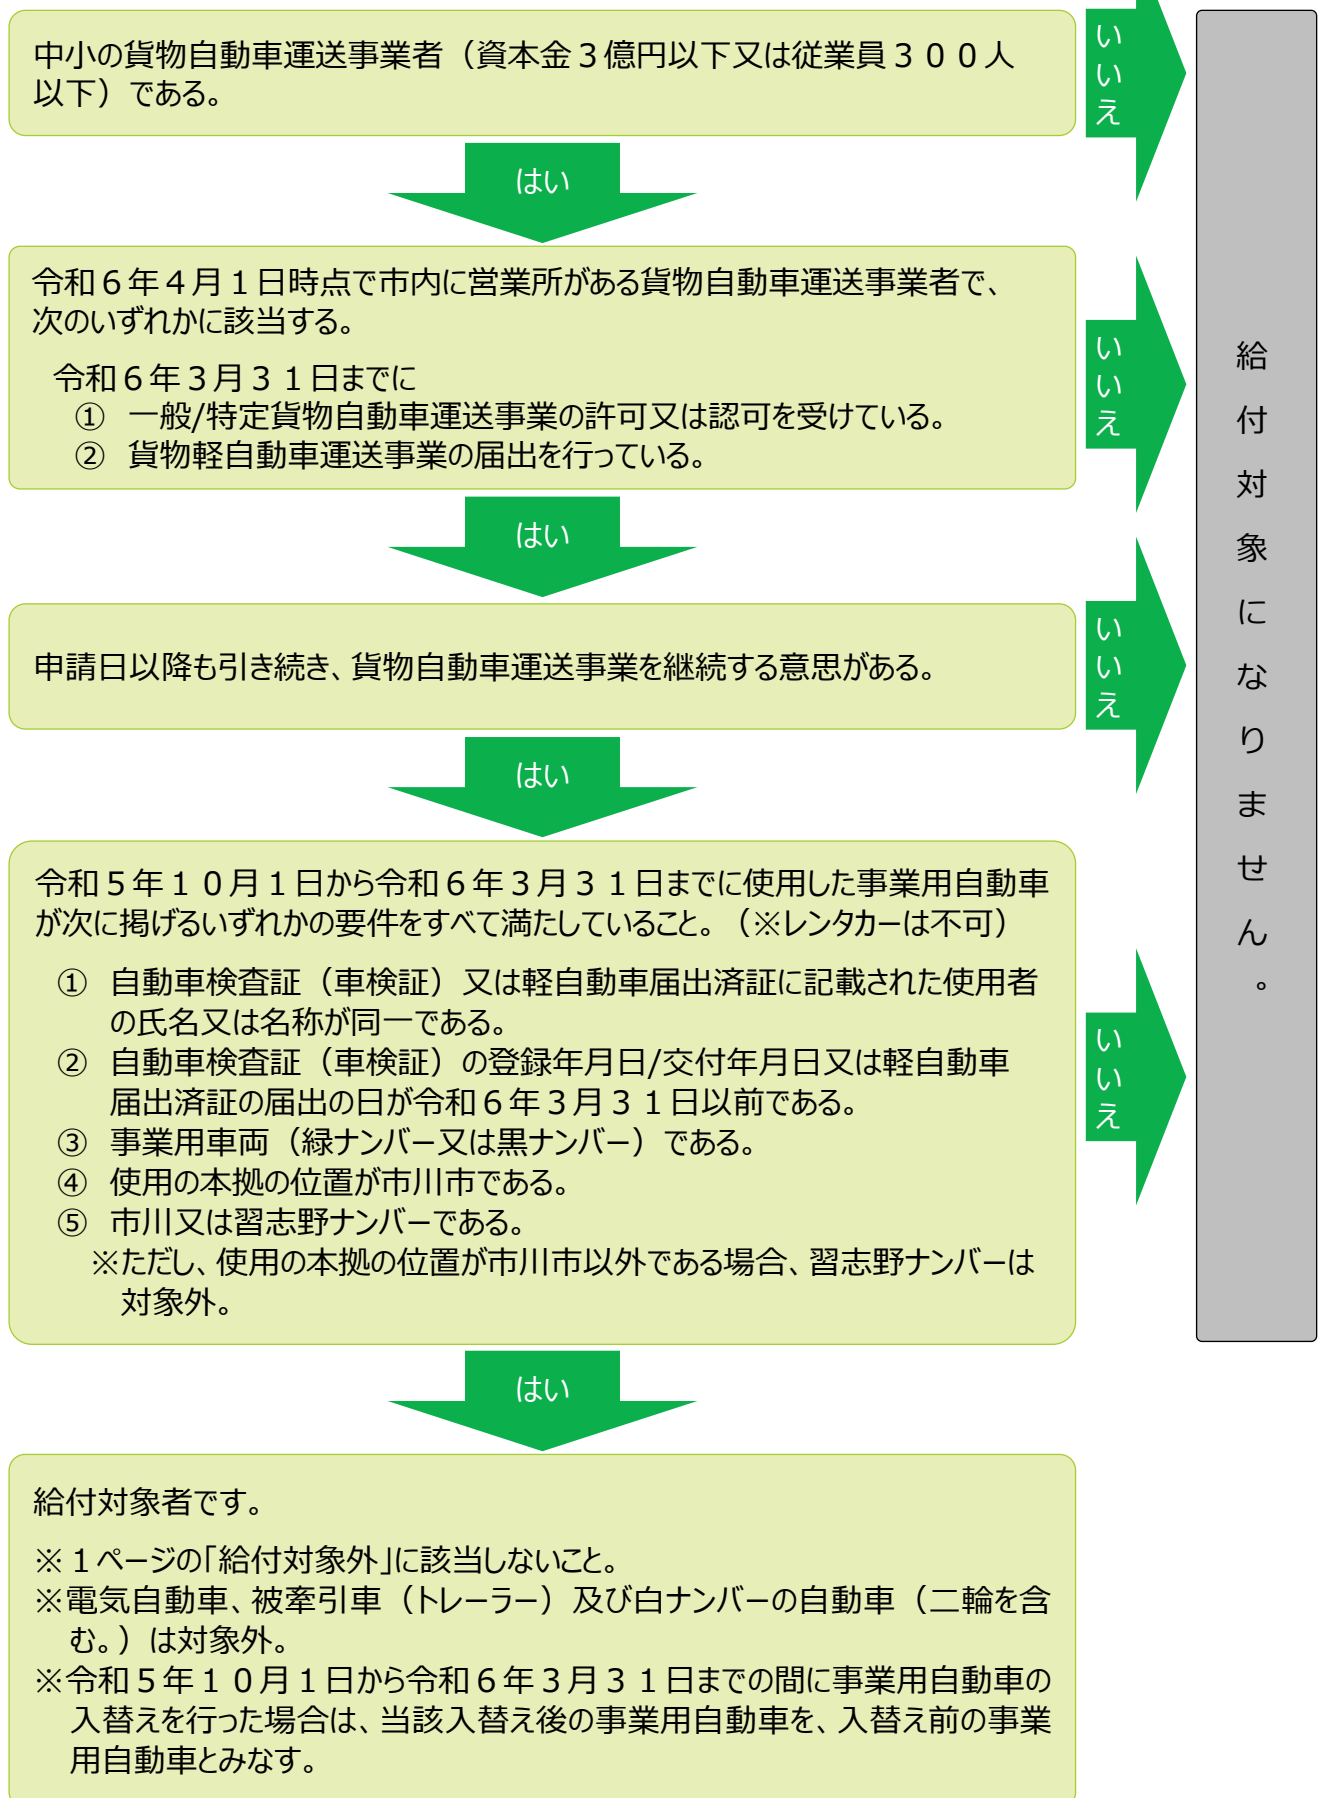 中小の貨物自動車運送事業者（資本金３億円以下又は従業員３００人
以下）である。
いいえ
はい
令和６年４月１日時点で市内に営業所がある貨物自動車運送事業者で、
次のいずれかに該当する。
令和６年３月３１日までに
① 一般/特定貨物自動車運送事業の許可又は認可を受けている。
② 貨物軽自動車運送事業の届出を行っている。
いいえ
はい
申請日以降も引き続き、貨物自動車運送事業を継続する意思がある。
いいえ
はい
令和５年１０月１日から令和６年３月３１日までに使用した事業用自動車
が次に掲げるいずれかの要件をすべて満たしていること。（※レンタカーは不可）
① 自動車検査証（車検証）又は軽自動車届出済証に記載された使用者
の氏名又は名称が同一である。
② 自動車検査証（車検証）の登録年月日/交付年月日又は軽自動車
届出済証の届出の日が令和６年３月３１日以前である。
③ 事業用車両（緑ナンバー又は黒ナンバー）である。
④ 使用の本拠の位置が市川市である。
⑤ 市川又は習志野ナンバーである。
※ただし、使用の本拠の位置が市川市以外である場合、習志野ナンバーは
対象外。
いいえ
はい
給付対象になりません。
給付対象者です。
※１ページの「給付対象外」に該当しないこと。
※電気自動車、被牽引車（トレーラー）及び白ナンバーの自動車（二輪を含
む。）は対象外。
※令和５年１０月１日から令和６年３月３１日までの間に事業用自動車の
入替えを行った場合は、当該入替え後の事業用自動車を、入替え前の事業
用自動車とみなす。